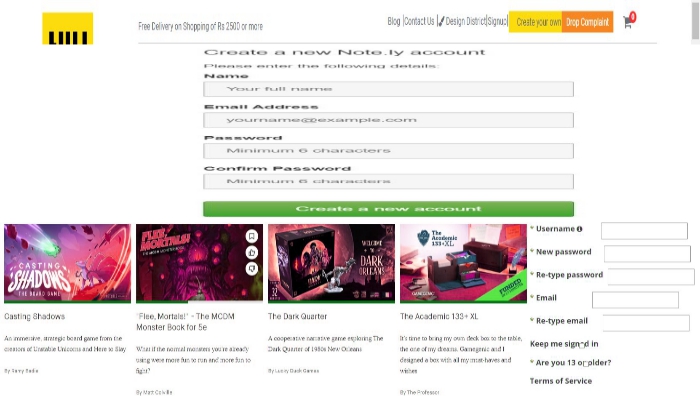 Free Delivery on Shopping of Rs 2500 or more
Blog |Contact Us | Design District|Signup|
Create your own
Drop Complaint
0
Create a new Note.ly account
Please enter the following details:
Name
Your full name
Email Address
yourname@example.com
Password
Minimum 6 characters
Confirm Password
Minimum 6 characters
Create a new account
CASTING
SHADOWS
THE BOARD GAME
FLEE,
MORTALS!
WELCOME
TO
DARK
ORLEANS
The
Academic
133+ XL
GAMEGENIC
FUNDED
Casting Shadows
An immersive, strategic board game from the
creators of Unstable Unicorns and Here to Slay
"Flee, Mortals!" - The MCDM
Monster Book for 5e
What if the normal monsters you're already
using were more fun to run and more fun to
fight?
By Matt Colville
The Dark Quarter
A cooperative narrative game exploring The
Dark Quarter of 1980s New Orleans
By Lucky Duck Games
The Academic 133+ XL
It's time to bring my own deck box to the table,
the one of my dreams. Gamegenic and I
designed a box with all my must-haves and
wishes
By The Professor
* Username
* New password
* Re-type password
* Email
* Re-type email
Keep me signed in
* Are you 13 or older?
Terms of Service